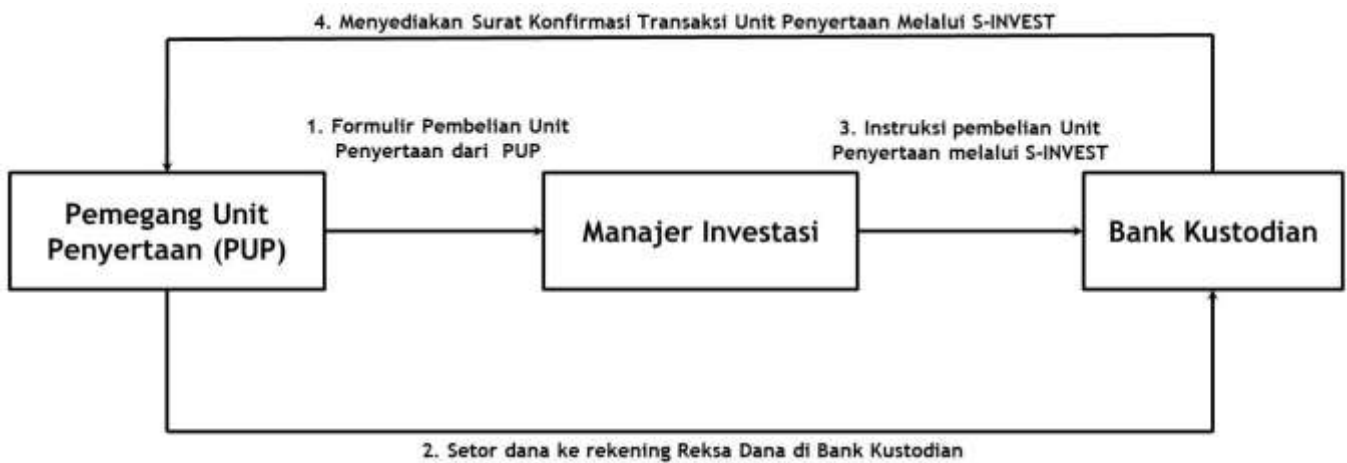 4. Menyediakan Surat Konfirmasi Transaksi Unit Penyertaan Melalui S-INVEST
1. Formulir Pembelian Unit
Penyertaan dari PUP
3. Instruksi pembelian Unit
Penyertaan melalui S-INVEST
Pemegang Unit
Penyertaan (PUP)
Manajer Investasi
Bank Kustodian
2. Setor dana ke rekening Reksa Dana di Bank Kustodian